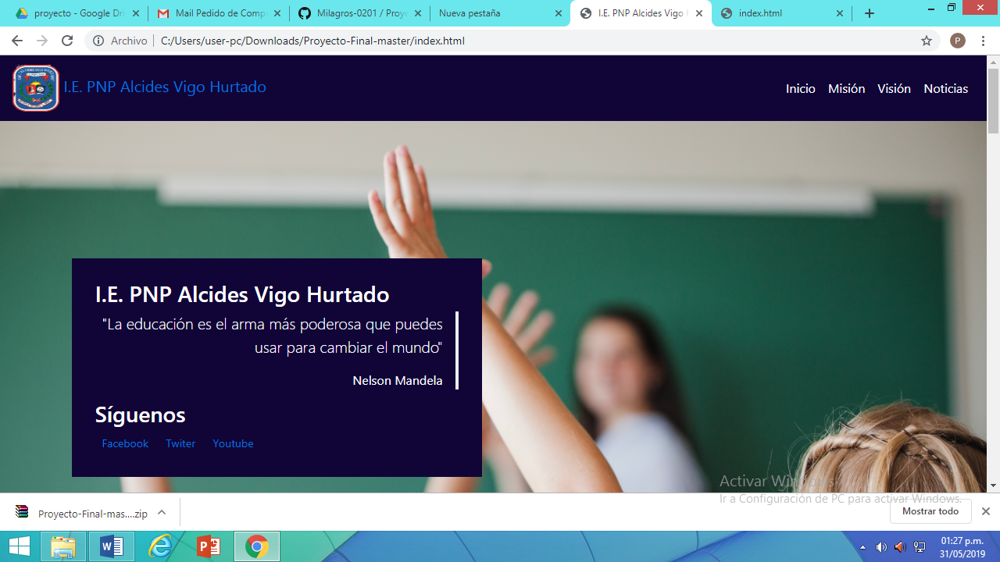 proyecto - Google Dri
Mail Pedido de Compr
Milagros-0201 / Proye
Nueva pestaña
I.E. PNP Alcides Vigo H
index.html
Archivo
C:/Users/user-pc/Downloads/Proyecto-Final-master/index.html
P
I.E. PNP Alcides Vigo Hurtado
Inicio Misión Visión Noticias
I.E. PNP Alcides Vigo Hurtado
"La educación es el arma más poderosa que puedes
usar para cambiar el mundo"
Nelson Mandela
Síguenos
Facebook Twiter Youtube
Activar Windows
Ir a Configuración de PC para activar Windows.
Proyecto-Final-mas....zip
Mostrar todo
01:27 p.m.
31/05/2019